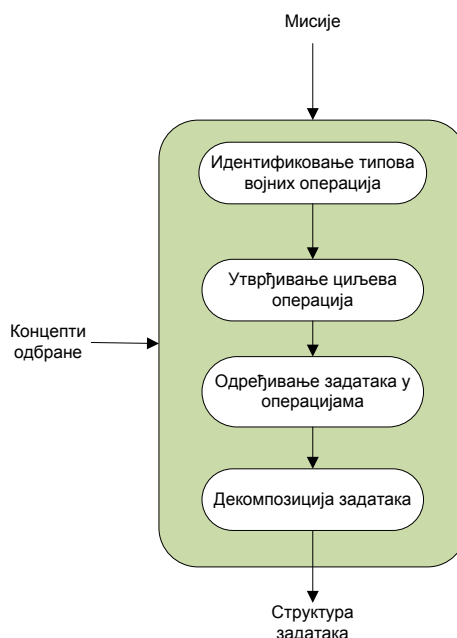 Мисије
Идентификовање типова
војних операција
Утврђивање циљева
операција
Концепти
одбране
Одређивање задатака у
операцијама
Декомпозиција задатака
Структура
задатака